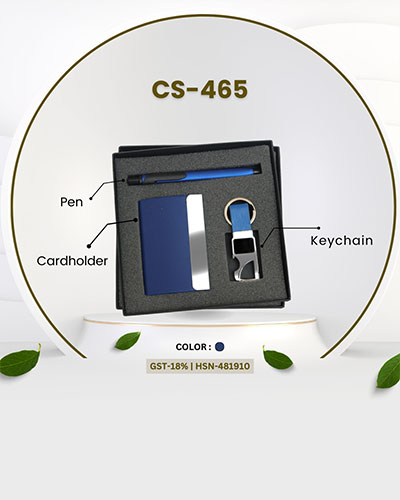 CS-465
Pen
Cardholder
Keychain
COLOR :
GST-18% | HSN-481910